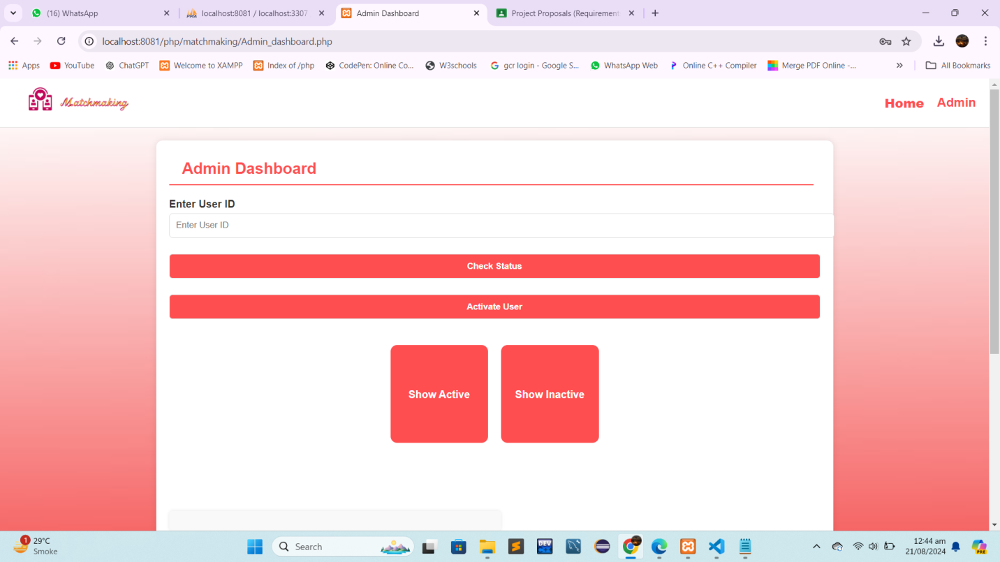 (16) WhatsApp
localhost:8081 / localhost:3307
Admin Dashboard
Project Proposals (Requirement
localhost:8081/php/matchmaking/Admin_dashboard.php
Apps
YouTube
ChatGPT
Welcome to XAMPP
Index of /php
CodePen: Online Co...
W3schools
gcr login - Google S...
WhatsApp Web
Online C++ Compiler
Merge PDF Online -...
All Bookmarks
Matchmaking
Home
Admin
Admin Dashboard
Enter User ID
Enter User ID
Check Status
Activate User
Show Active
Show Inactive
1
29°C
Smoke
Search
DEV
C++
12:44 am
21/08/2024
PRE